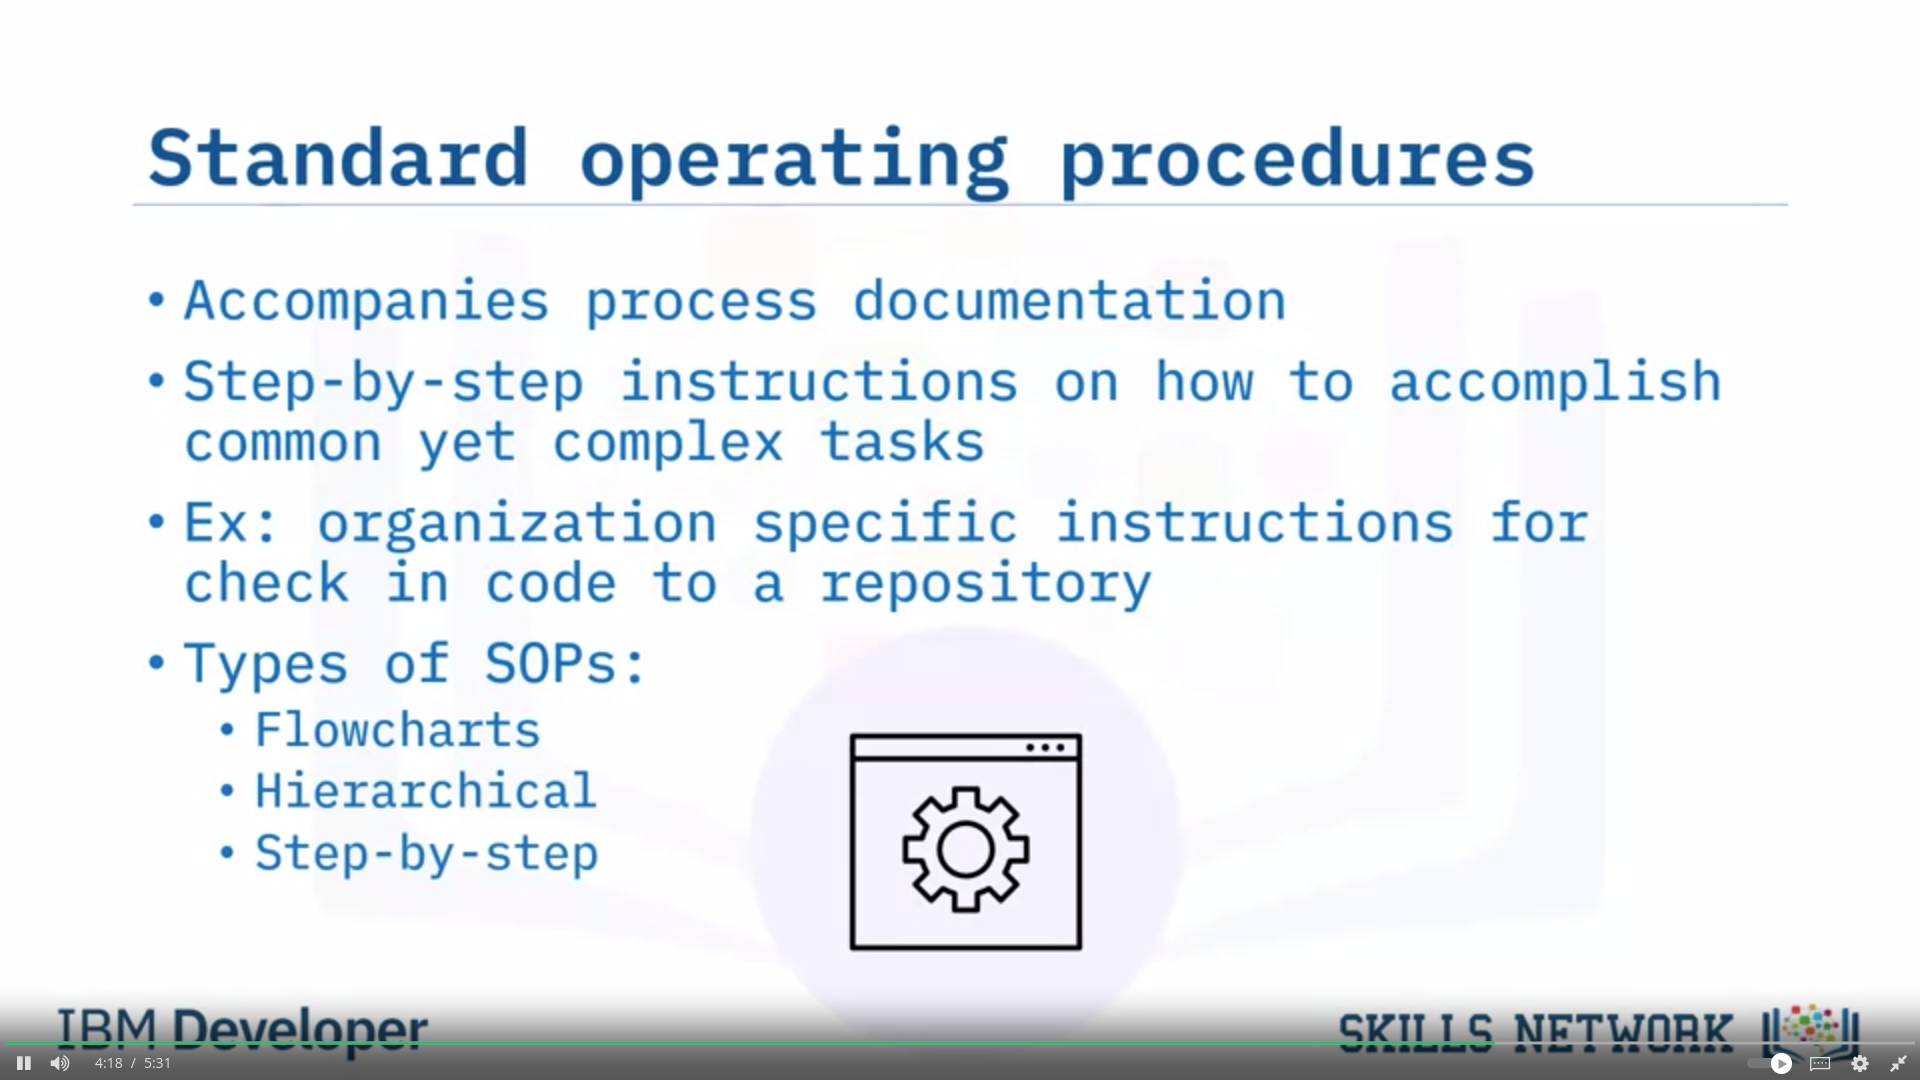 Standard operating procedures
• Accompanies process documentation
• Step-by-step instructions on how to accomplish
common yet complex tasks
• Ex: organization specific instructions for
check in code to a repository
• Types of SOPs:
• Flowcharts
• Hierarchical
• Step-by-step
IBM Developer
SKILLS NETWORK
4:18 / 5:31